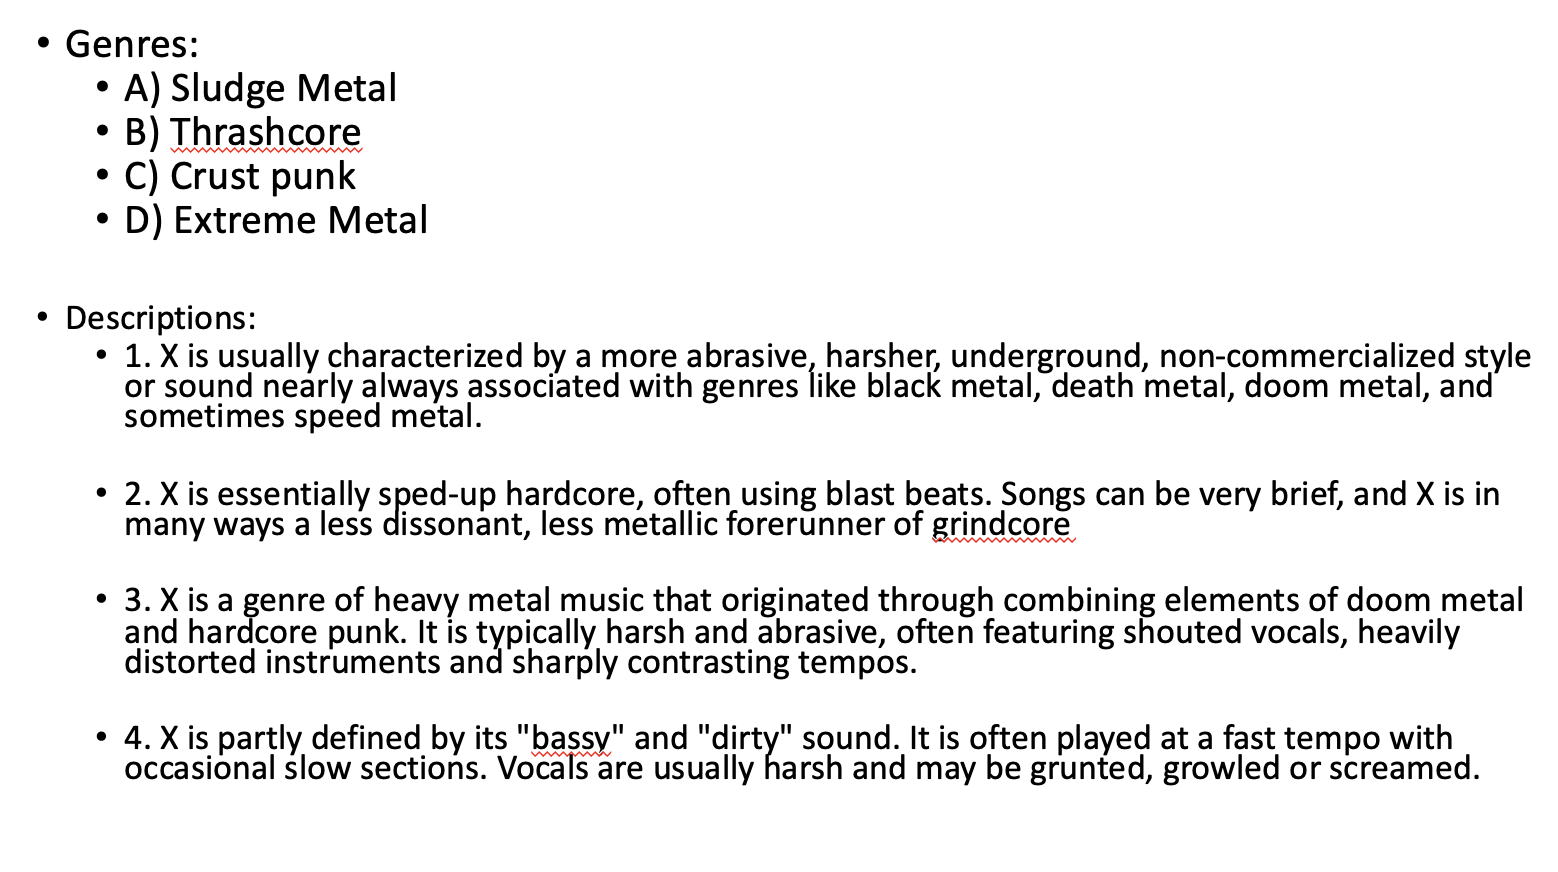 • Genres:
• A) Sludge Metal
• B) Thrashcore
• C) Crust punk
• D) Extreme Metal
• Descriptions:
• 1. X is usually characterized by a more abrasive, harsher, underground, non-commercialized style
or sound nearly always associated with genres like black metal, death metal, doom metal, and
sometimes speed metal.
• 2. X is essentially sped-up hardcore, often using blast beats. Songs can be very brief, and X is in
many ways a less dissonant, less metallic forerunner of grindcore
• 3. X is a genre of heavy metal music that originated through combining elements of doom metal
and hardcore punk. It is typically harsh and abrasive, often featuring shouted vocals, heavily
distorted instruments and sharply contrasting tempos.
• 4. X is partly defined by its "bassy" and "dirty" sound. It is often played at a fast tempo with
occasional slow sections. Vocals are usually harsh and may be grunted, growled or screamed.